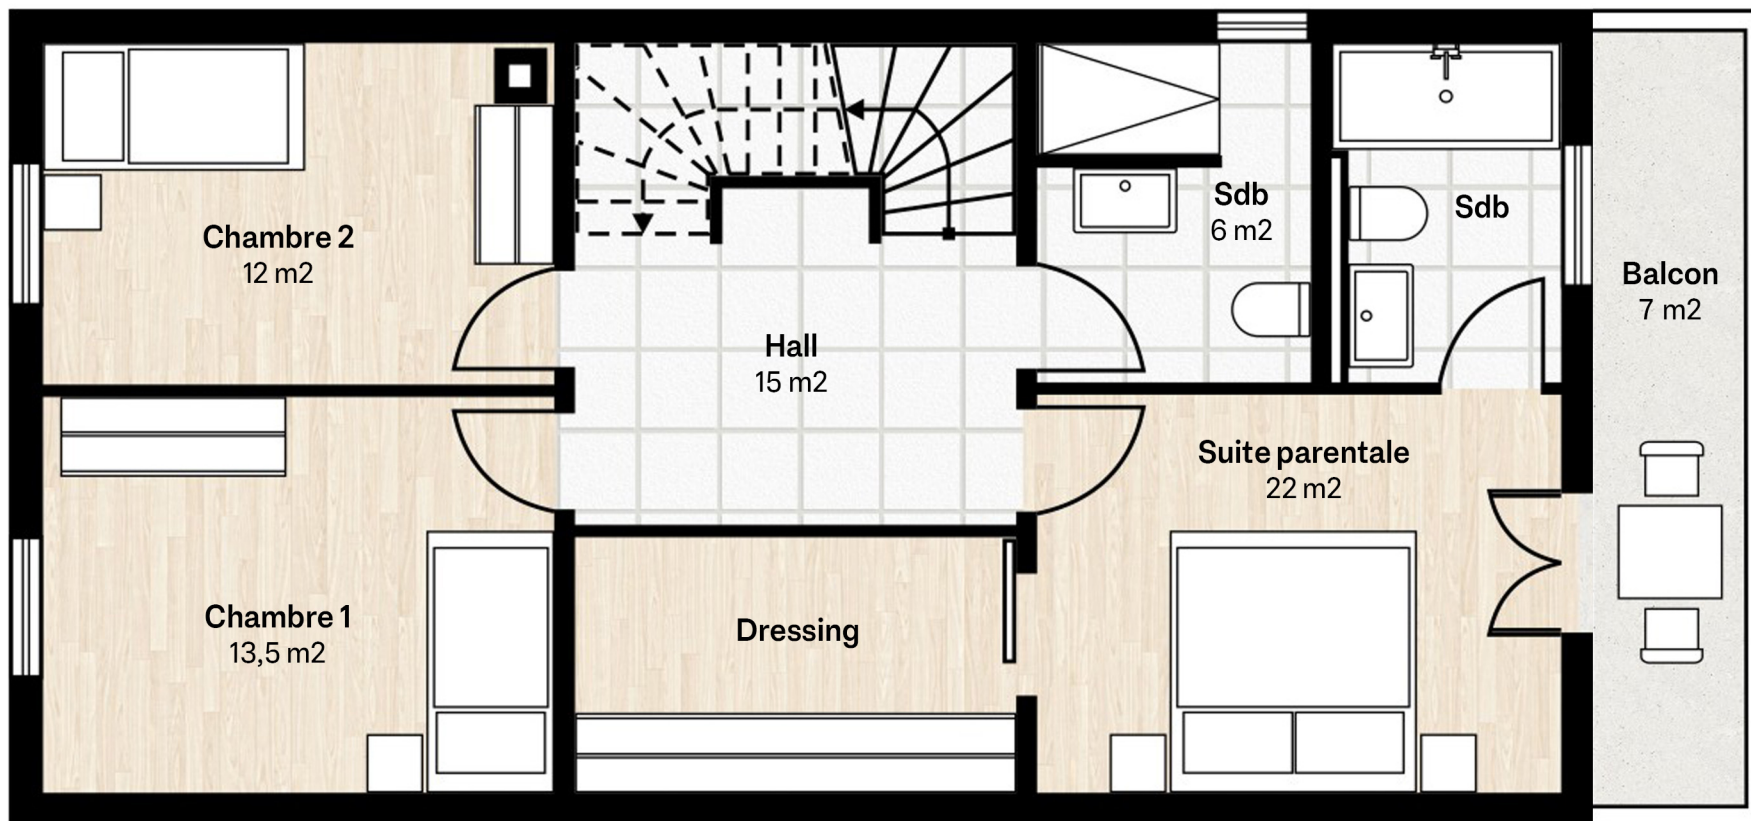 Chambre 2
12 m2
Hall
15 m2
Sdb
6 m2
Sdb
Balcon
7 m2
Chambre 1
13,5 m2
Dressing
Suite parentale
22 m2